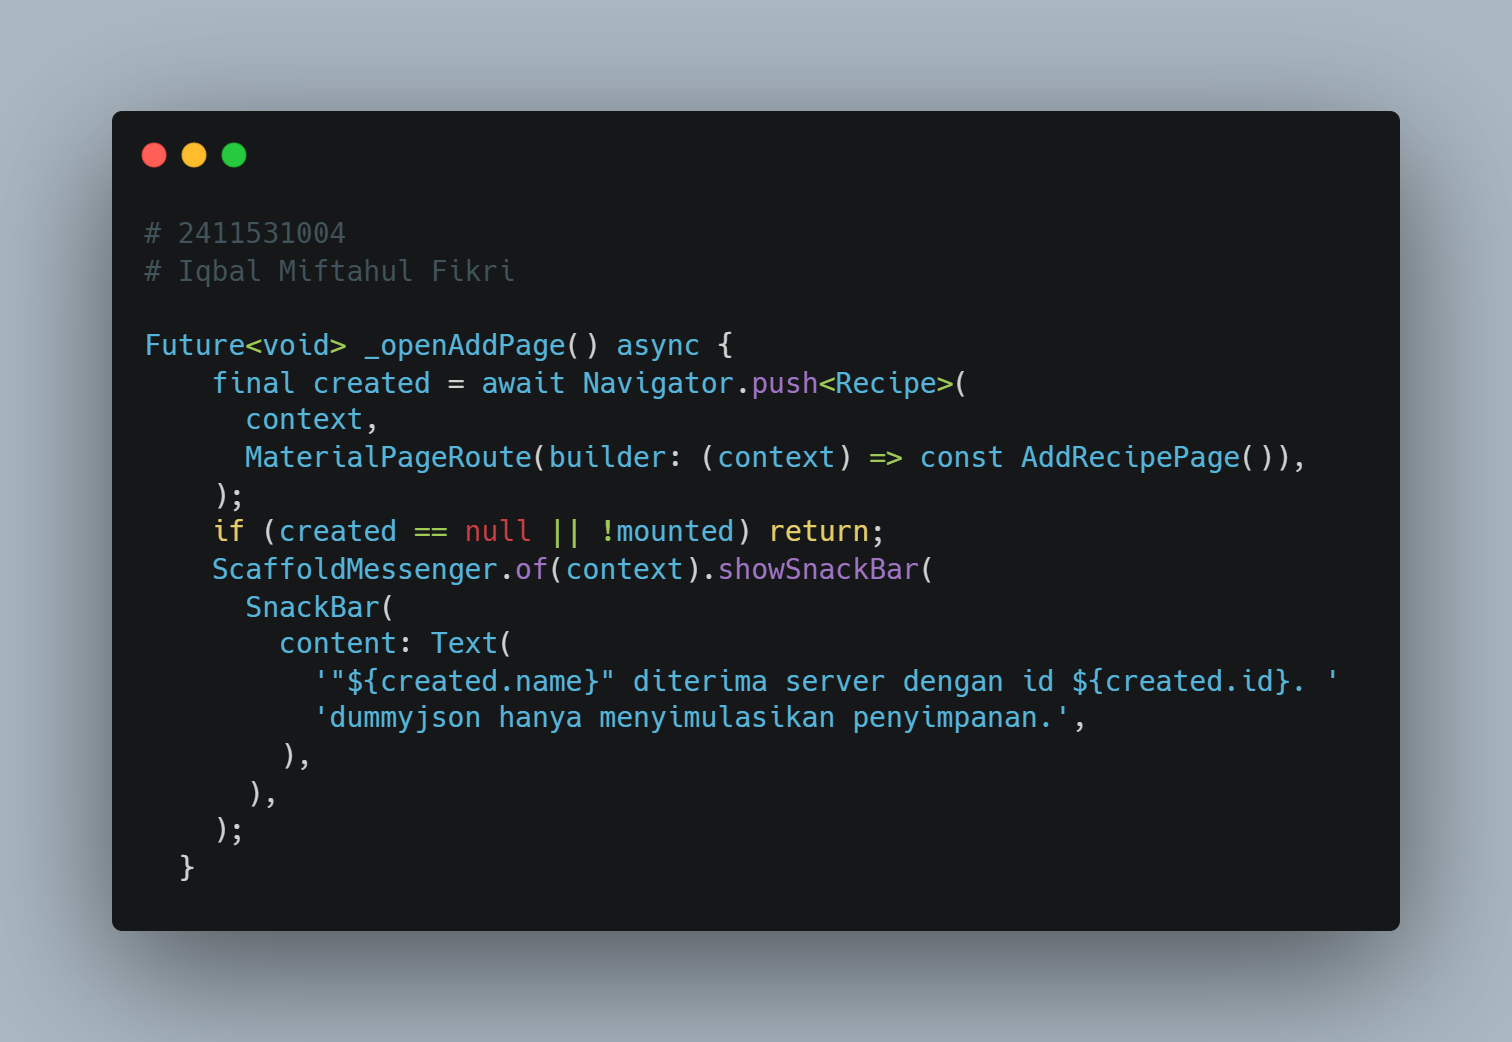 # 2411531004
# Iqbal Miftahul Fikri

Future<void> _openAddPage() async {
    final created = await Navigator.push<Recipe>(
      context,
      MaterialPageRoute(builder: (context) => const AddRecipePage()),
    );
    if (created == null || !mounted) return;
    ScaffoldMessenger.of(context).showSnackBar(
      SnackBar(
        content: Text(
          '"${created.name}" diterima server dengan id ${created.id}. '
          'dummyjson hanya menyimulasikan penyimpanan.',
        ),
      ),
    );
  }